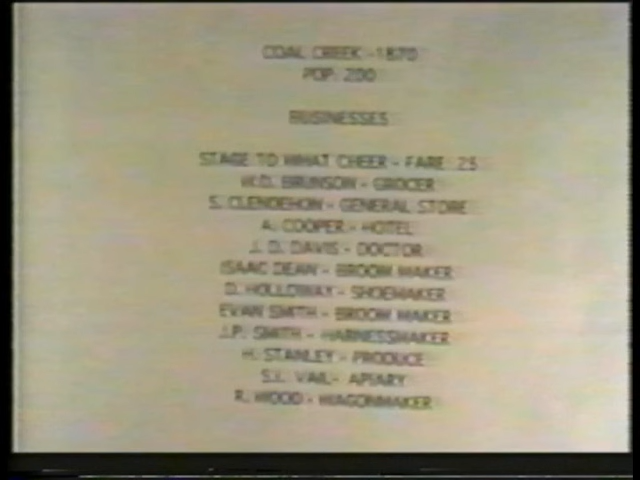 COAL CREEK - 1870
POP. 200
BUSINESSES
STAGE TO WHAT CHEER - FARE .25
W.D. BRUNSON - GROCER
S. CLENDEHON - GENERAL STORE
A. COOPER - HOTEL
J. D. DAVIS - DOCTOR
ISAAC DEAN - BROOM MAKER
D. HOLLOWAY - SHOEMAKER
EVAN SMITH - BROOM MAKER
J.P. SMITH - HARNESSMAKER
H. STANLEY - PRODUCE
S.L. VAIL - APIARY
R. WOOD - WAGONMAKER